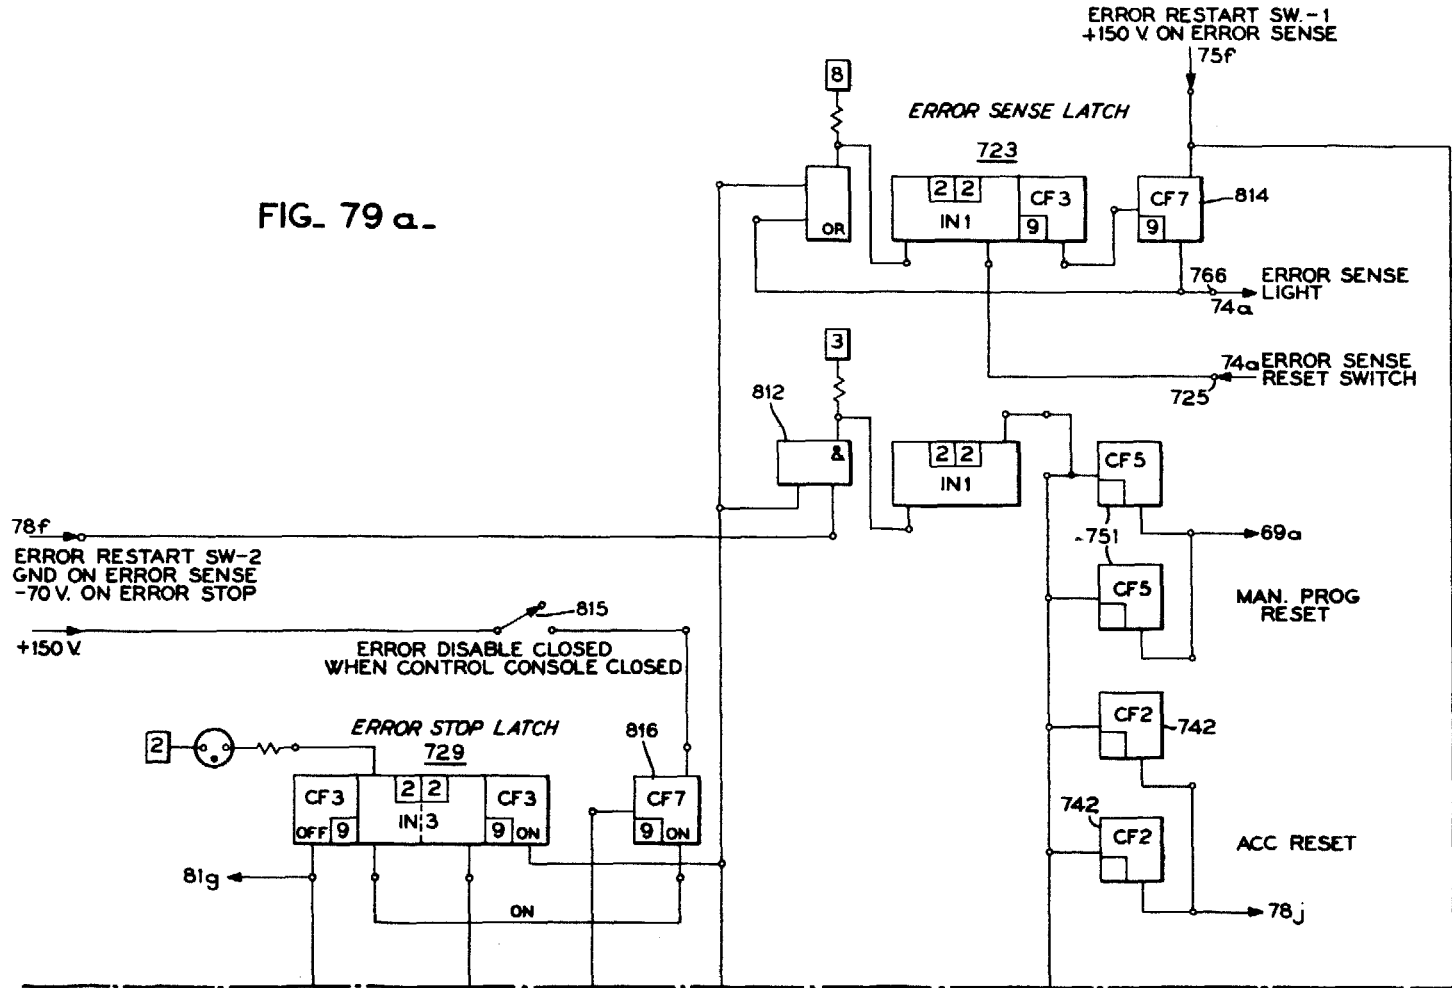 ERROR RESTART SW.-1
+150 V. ON ERROR SENSE
75f
8
ERROR SENSE LATCH
723
FIG_ 79 a_
2 2
IN1
CF3
9
CF7
9
814
OR
766
ERROR SENSE
LIGHT
74a
3
74a ERROR SENSE
RESET SWITCH
725
812
&
2 2
IN1
CF5
78f
ERROR RESTART SW-2
GND ON ERROR SENSE
-70 V. ON ERROR STOP
69a
751
CF5
MAN. PROG
RESET
815
+150 V.
ERROR DISABLE CLOSED
WHEN CONTROL CONSOLE CLOSED
ERROR STOP LATCH
729
2
816
CF2
742
CF3
OFF 9
2 2
IN 3
CF3
9 ON
CF7
9 ON
742
CF2
ACC RESET
81g
ON
78j